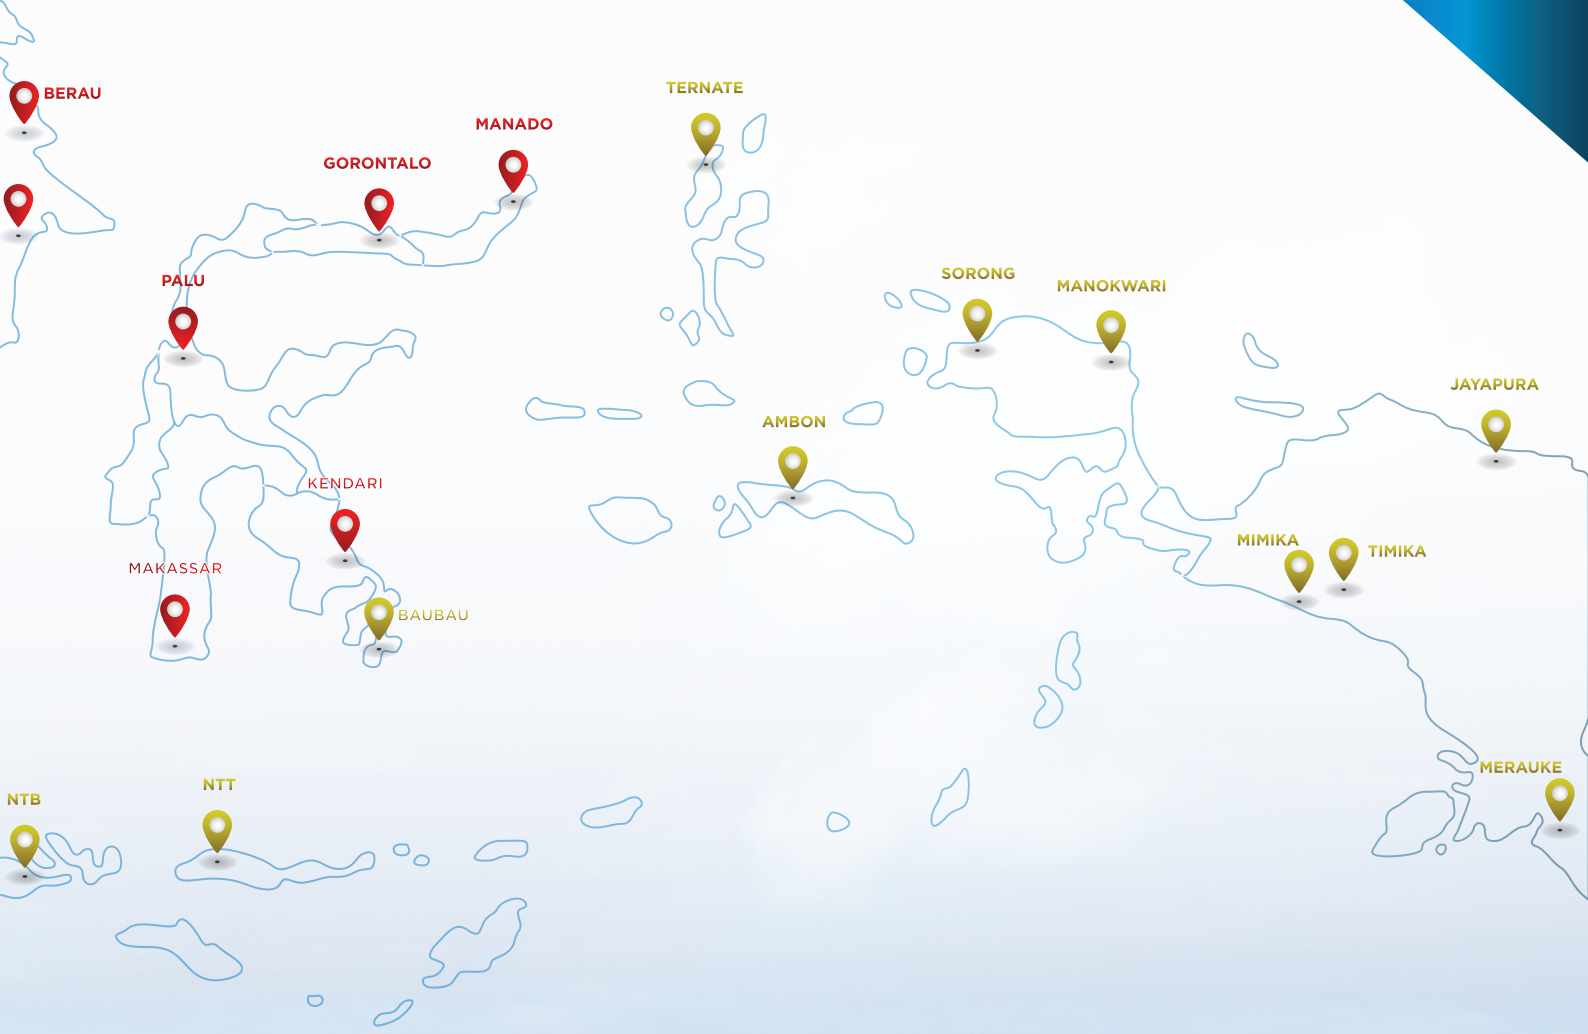 TERNATE
BERAU
MANADO
GORONTALO
SORONG
PALU
MANOKWARI
JAYAPURA
AMBON
KENDARI
MIMIKA
TIMIKA
MAKASSAR
BAUBAU
MERAUKE
NTT
NTB